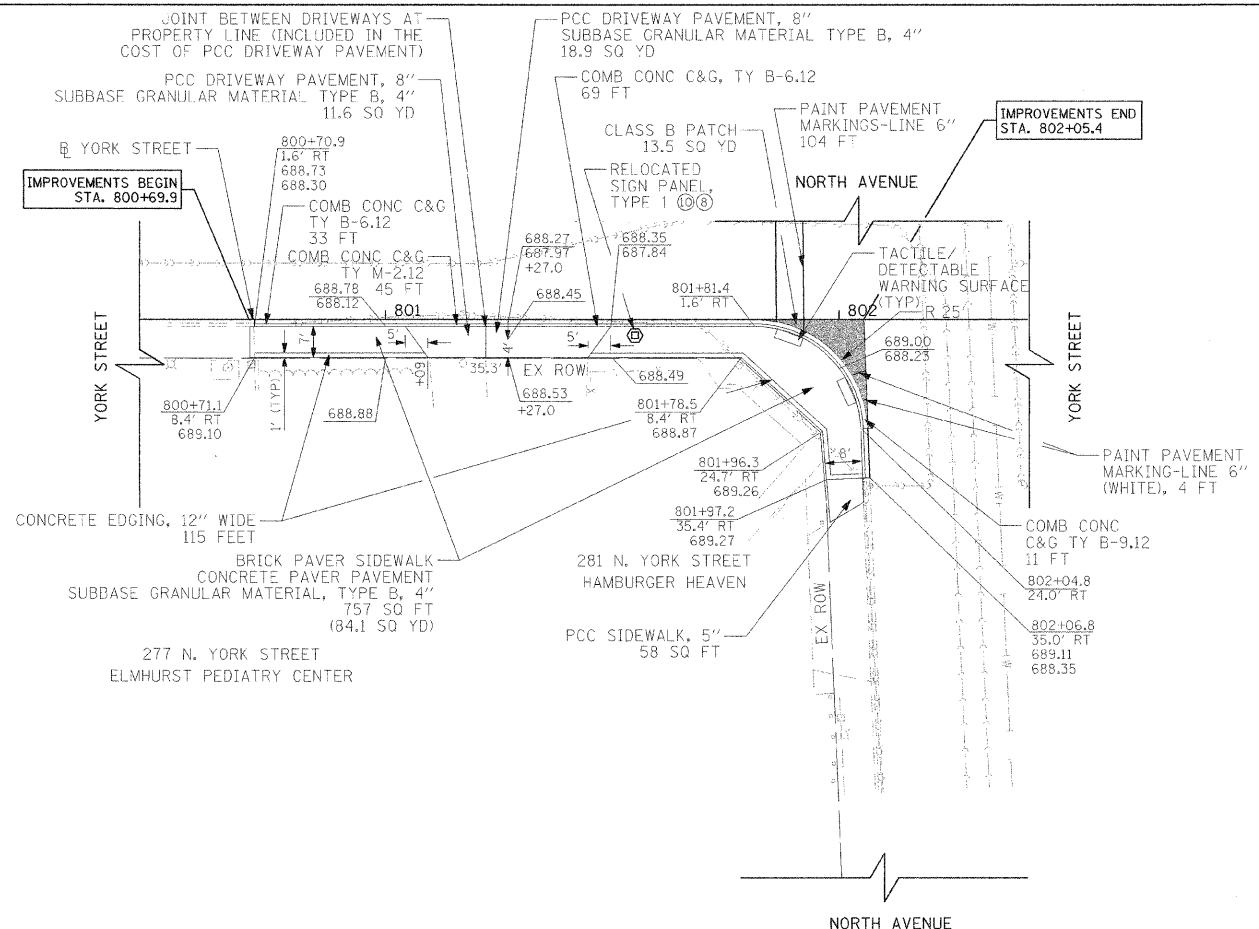 JOINT BETWEEN DRIVEWAYS AT
PROPERTY LINE (INCLUDED IN THE
COST OF PCC DRIVEWAY PAVEMENT)
PCC DRIVEWAY PAVEMENT, 8"
SUBBASE GRANULAR MATERIAL TYPE B, 4"
11.6 SQ YD
PCC DRIVEWAY PAVEMENT, 8"
SUBBASE GRANULAR MATERIAL TYPE B, 4"
18.9 SQ YD
COMB CONC C&G, TY B-6.12
69 FT
CLASS B PATCH
13.5 SQ YD
PAINT PAVEMENT
MARKINGS-LINE 6"
104 FT
IMPROVEMENTS END
STA. 802+05.4
YORK STREET
IMPROVEMENTS BEGIN
STA. 800+69.9
800+70.9
1.6' RT
688.73
688.30
COMB CONC C&G
TY B-6.12
33 FT
COMB CONC C&G
TY M-2.12
45 FT
688.78
688.12
801
RELOCATED
SIGN PANEL,
TYPE 1 ⑩⑧
688.27
687.97
+27.0
688.35
687.84
688.45
NORTH AVENUE
801+81.4
1.6' RT
TACTILE/
DETECTABLE
WARNING SURFACE
(TYP)
802
R 25'
689.00
688.23
YORK STREET
YORK STREET
7'
5'
4'
5'
35.3'
EX ROW
+09
1' (TYP)
800+71.1
8.4' RT
689.10
688.88
688.53
+27.0
688.49
801+78.5
8.4' RT
688.87
801+96.3
24.7' RT
689.26
8'
801+97.2
35.4' RT
689.27
PAINT PAVEMENT
MARKING-LINE 6"
(WHITE), 4 FT
COMB CONC
C&G TY B-9.12
11 FT
802+04.8
24.0' RT
802+06.8
35.0' RT
689.11
688.35
CONCRETE EDGING, 12" WIDE
115 FEET
BRICK PAVER SIDEWALK
CONCRETE PAVER PAVEMENT
SUBBASE GRANULAR MATERIAL, TYPE B, 4"
757 SQ FT
(84.1 SQ YD)
281 N. YORK STREET
HAMBURGER HEAVEN
PCC SIDEWALK, 5"
58 SQ FT
EX ROW
277 N. YORK STREET
ELMHURST PEDIATRY CENTER
NORTH AVENUE